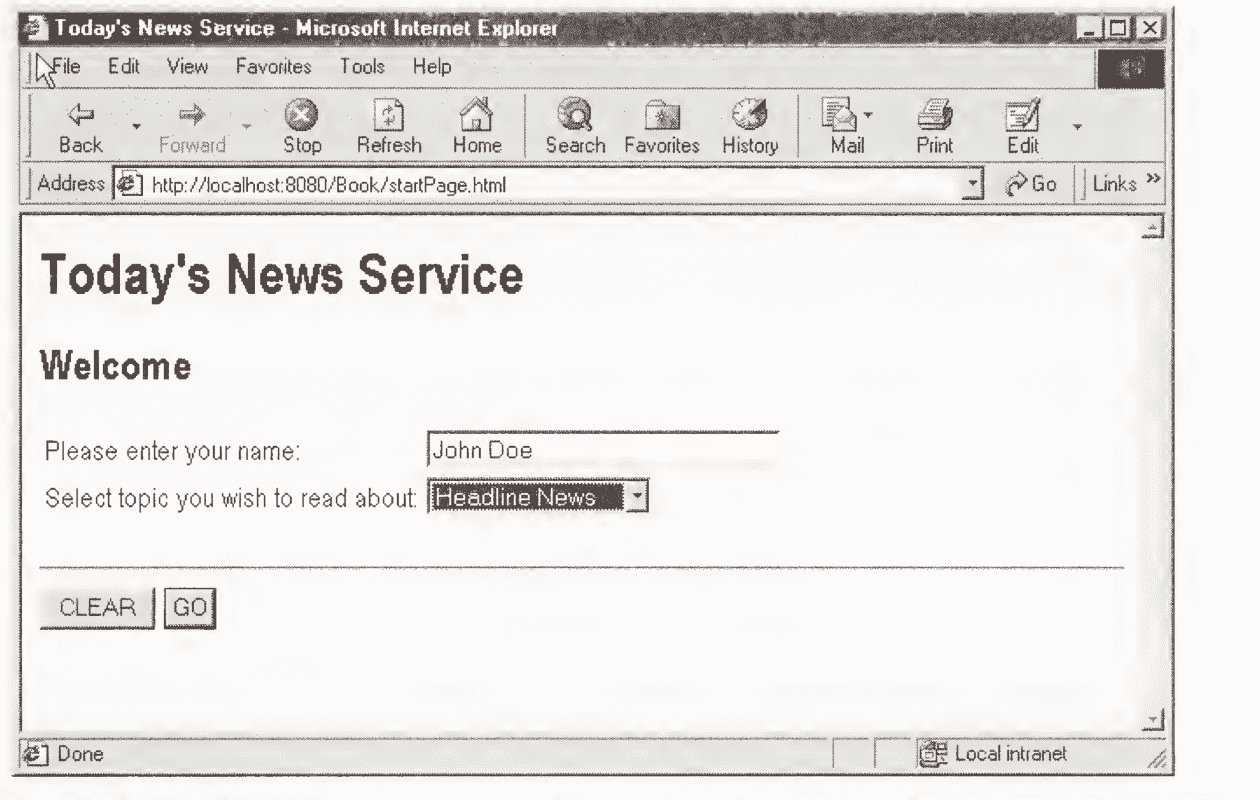 Today's News Service - Microsoft Internet Explorer
File Edit View Favorites Tools Help
Back Forward Stop Refresh Home Search Favorites History Mail Print Edit
Address http://localhost:8080/Book/startPage.html Go Links »
Today's News Service
Welcome
Please enter your name: John Doe
Select topic you wish to read about: Headline News
CLEAR GO
Done Local intranet